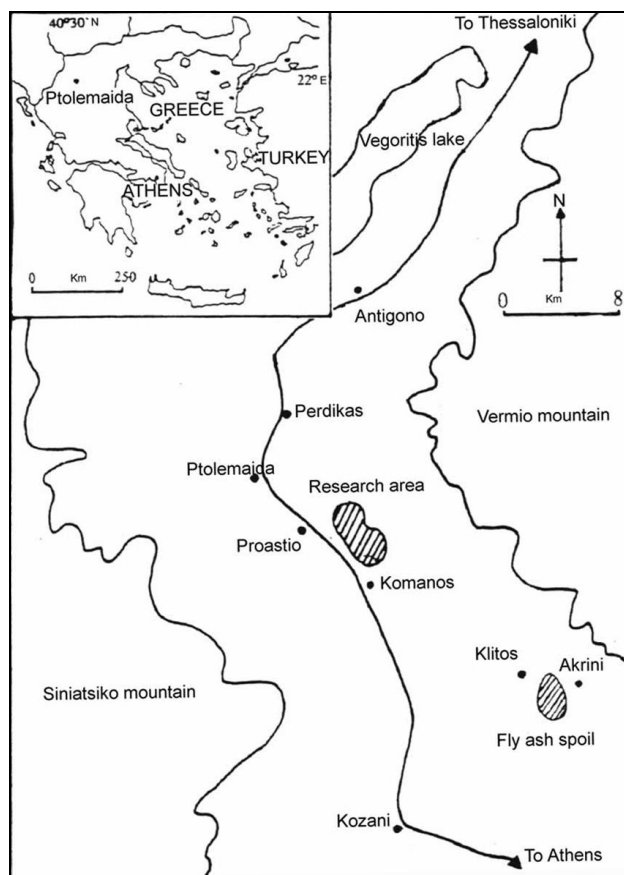 40°30΄N
To Thessaloniki
22° E
Ptolemaida
GREECE
Vegoritis lake
TURKEY
ATHENS
N
0 Km 250
0 Km 8
Antigono
Perdikas
Vermio mountain
Ptolemaida
Research area
Proastio
Komanos
Klitos
Akrini
Siniatsiko mountain
Fly ash spoil
Kozani
To Athens